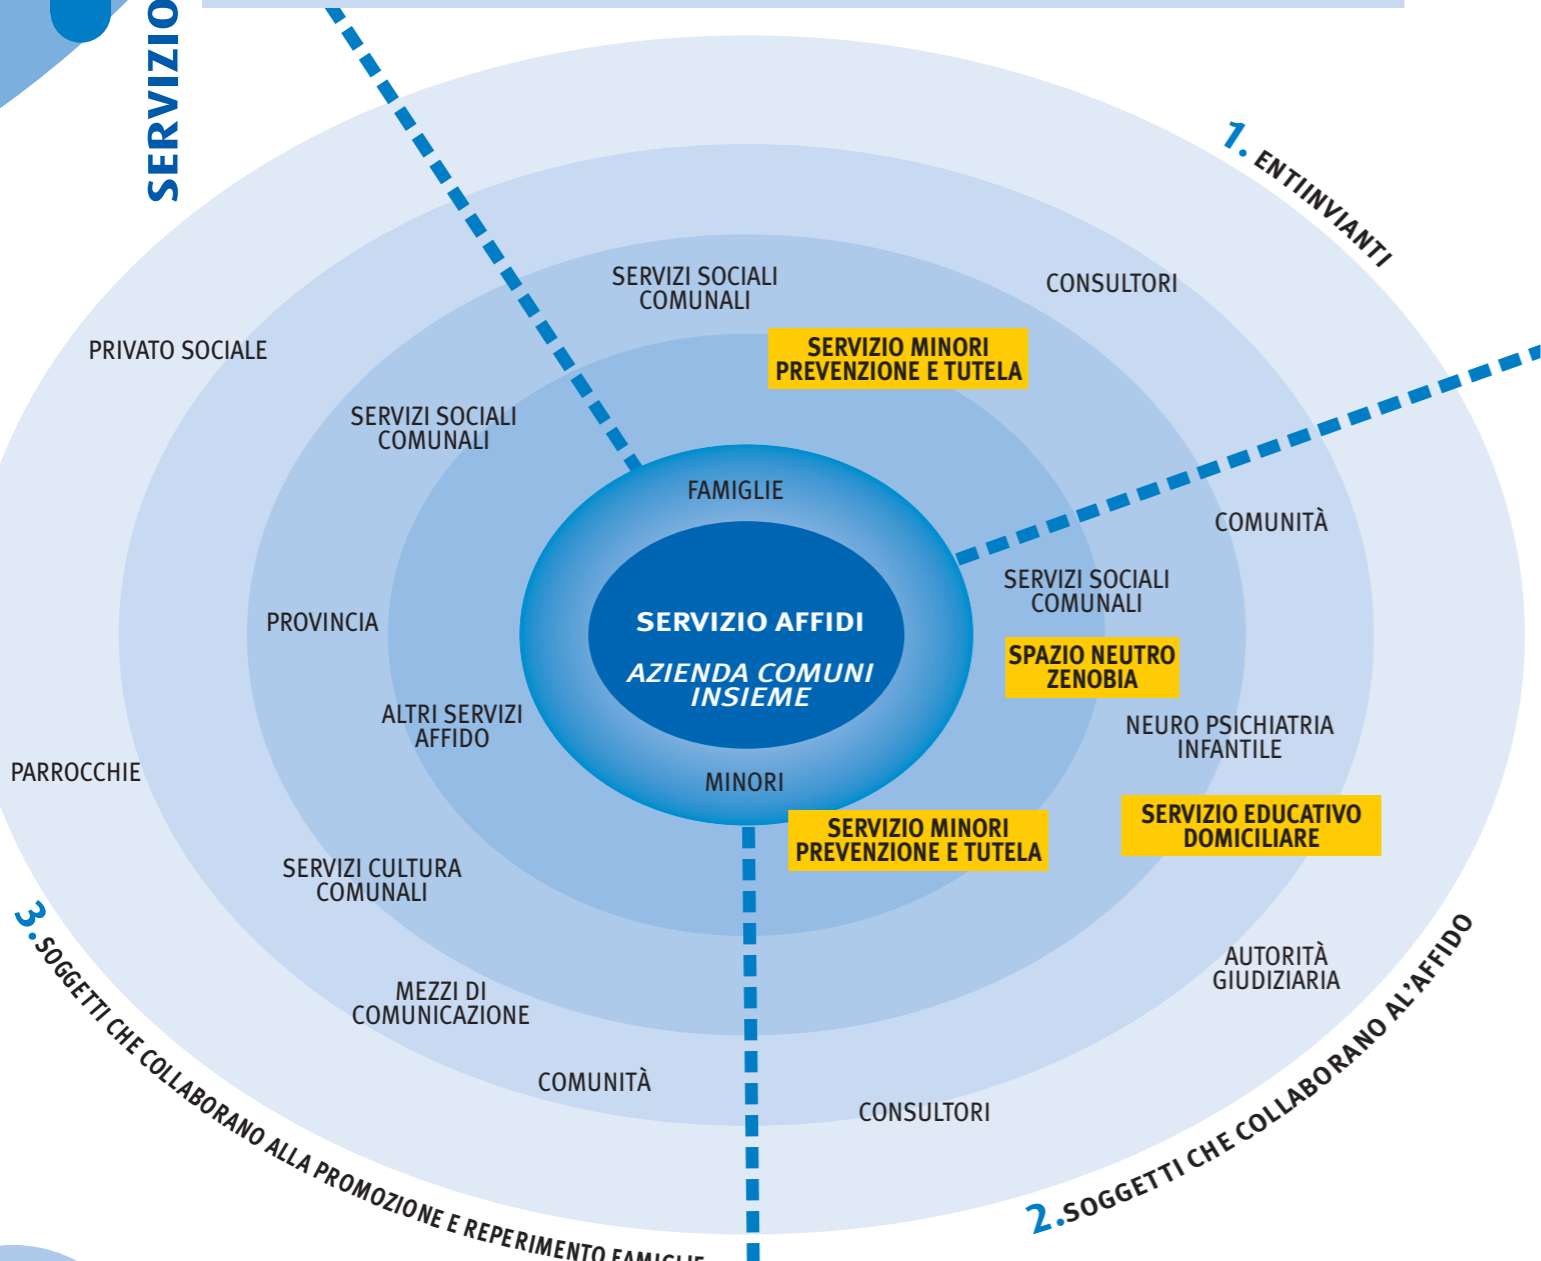 SERVIZIO
1. ENTIINVIANTI
SERVIZI SOCIALI
COMUNALI
CONSULTORI
SERVIZIO MINORI
PREVENZIONE E TUTELA
PRIVATO SOCIALE
SERVIZI SOCIALI
COMUNALI
FAMIGLIE
COMUNITÀ
SERVIZI SOCIALI
COMUNALI
PROVINCIA
SERVIZIO AFFIDI
AZIENDA COMUNI
INSIEME
SPAZIO NEUTRO
ZENOBIA
ALTRI SERVIZI
AFFIDO
NEURO PSICHIATRIA
INFANTILE
PARROCCHIE
MINORI
SERVIZIO MINORI
PREVENZIONE E TUTELA
SERVIZIO EDUCATIVO
DOMICILIARE
SERVIZI CULTURA
COMUNALI
AUTORITÀ
GIUDIZIARIA
MEZZI DI
COMUNICAZIONE
COMUNITÀ
CONSULTORI
2.SOGGETTI CHE COLLABORANO AL'AFFIDO
3.SOGGETTI CHE COLLABORANO ALLA PROMOZIONE E REPERIMENTO FAMIGLIE